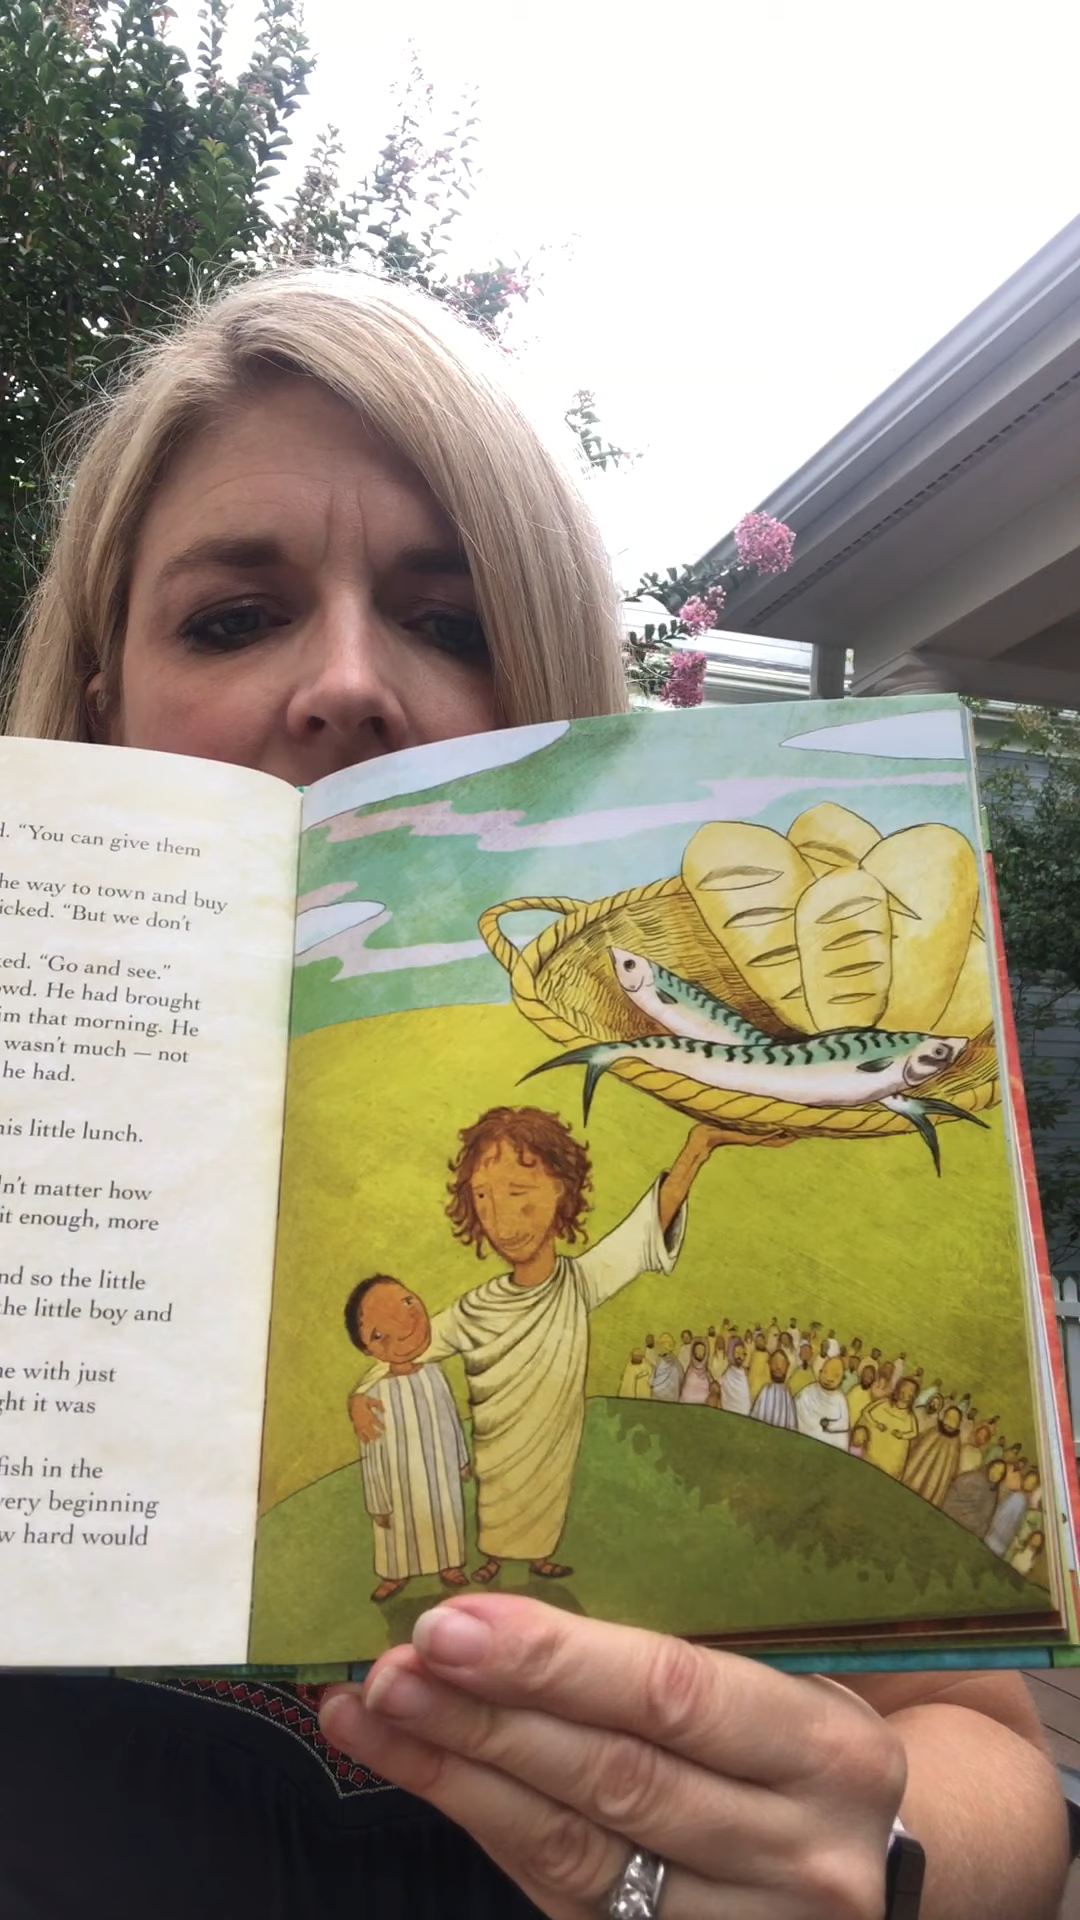 d. "You can give them
he way to town and buy
icked. "But we don't
ked. "Go and see."
owd. He had brought
im that morning. He
wasn't much — not
he had.
his little lunch.
n't matter how
it enough, more
nd so the little
the little boy and
ne with just
ght it was
fish in the
very beginning
w hard would